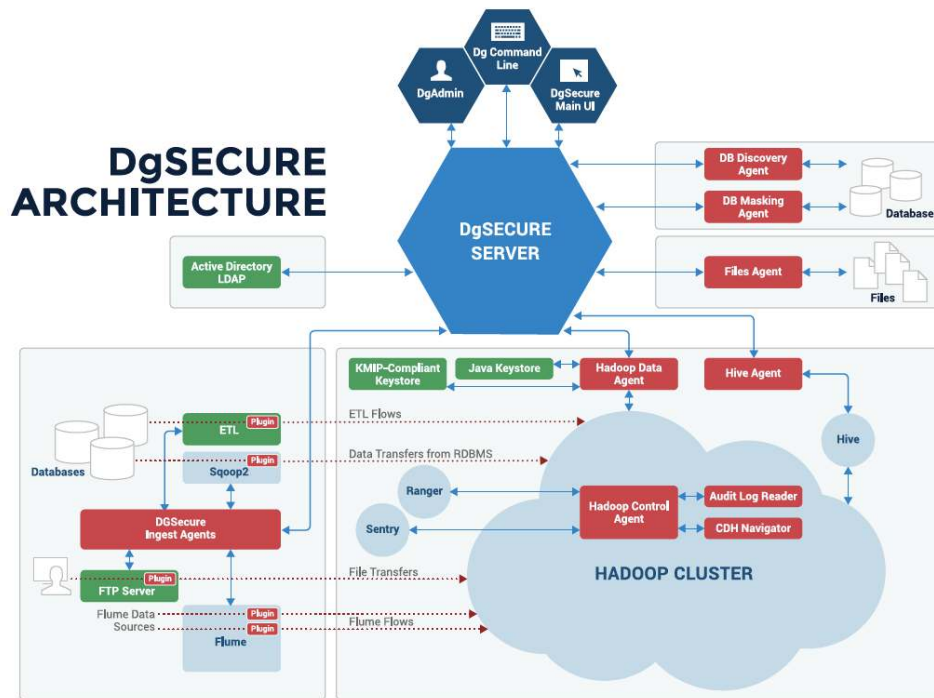 Dg Command
Line
DgAdmin
DgSecure
Main UI
DgSECURE
ARCHITECTURE
DgSECURE
SERVER
DB Discovery
Agent
DB Masking
Agent
Database
Active Directory
LDAP
Files Agent
Files
KMIP-Compliant
Keystore
Java Keystore
Hadoop Data
Agent
Hive Agent
Databases
Plugin
ETL
ETL Flows
Plugin
Sqoop2
Data Transfers from RDBMS
Hive
Ranger
Sentry
Hadoop Control
Agent
Audit Log Reader
CDH Navigator
DGSecure
Ingest Agents
HADOOP CLUSTER
Plugin
FTP Server
File Transfers
Flume Data
Sources
Plugin
Plugin
Flume
Flume Flows